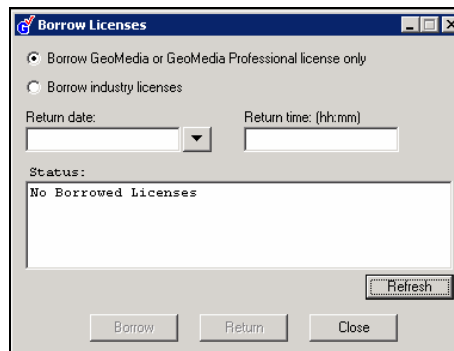 Borrow Licenses
Borrow GeoMedia or GeoMedia Professional license only
Borrow industry licenses
Return date: Return time: (hh:mm)
Status:
No Borrowed Licenses
Refresh
Borrow Return Close